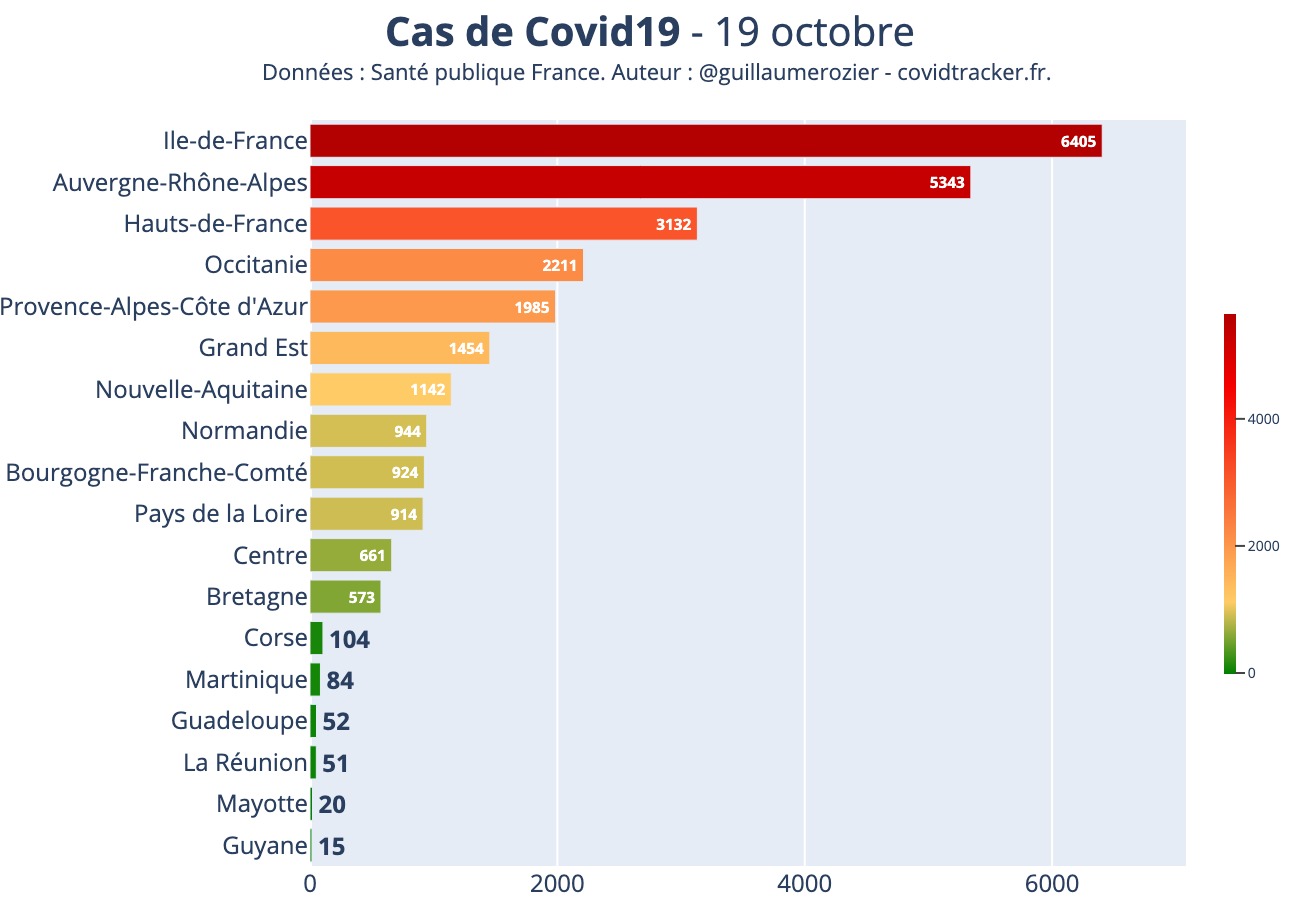 Cas de Covid19 - 19 octobre
Données : Santé publique France. Auteur : @guillaumerozier - covidtracker.fr.
Ile-de-France 6405
Auvergne-Rhône-Alpes 5343
Hauts-de-France 3132
Occitanie 2211
Provence-Alpes-Côte d'Azur 1985
Grand Est 1454
Nouvelle-Aquitaine 1142
Normandie 944
Bourgogne-Franche-Comté 924
Pays de la Loire 914
Centre 661
Bretagne 573
Corse 104
Martinique 84
Guadeloupe 52
La Réunion 51
Mayotte 20
Guyane 15
0 2000 4000 6000
4000
2000
0